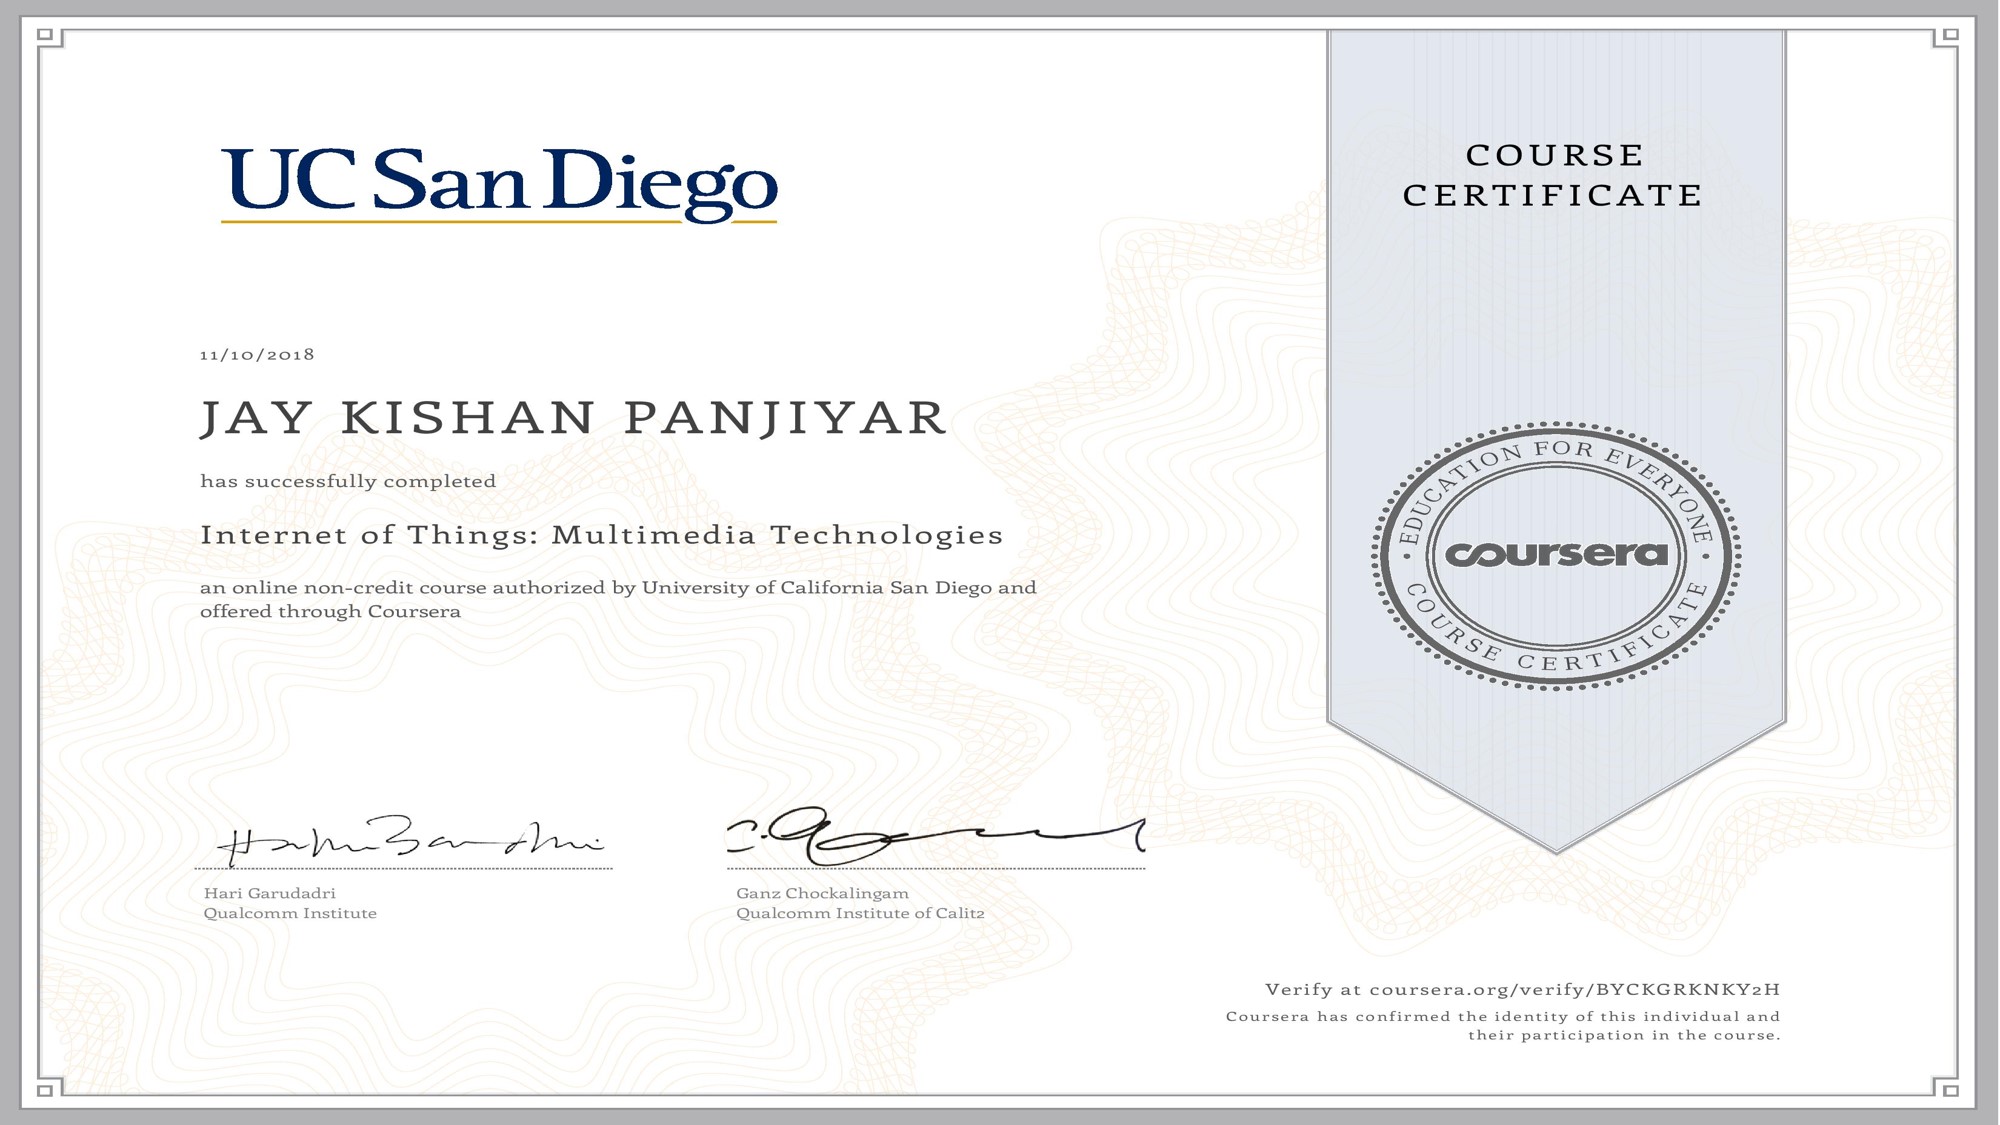 UC San Diego
COURSE
CERTIFICATE
11/10/2018
JAY KISHAN PANJIYAR
has successfully completed
Internet of Things: Multimedia Technologies
an online non-credit course authorized by University of California San Diego and
offered through Coursera
EDUCATION FOR EVERYONE
coursera
COURSE CERTIFICATE
Hari Garudadri
Qualcomm Institute
Ganz Chockalingam
Qualcomm Institute of Calit2
Verify at coursera.org/verify/BYCKGRKNKY2H
Coursera has confirmed the identity of this individual and
their participation in the course.